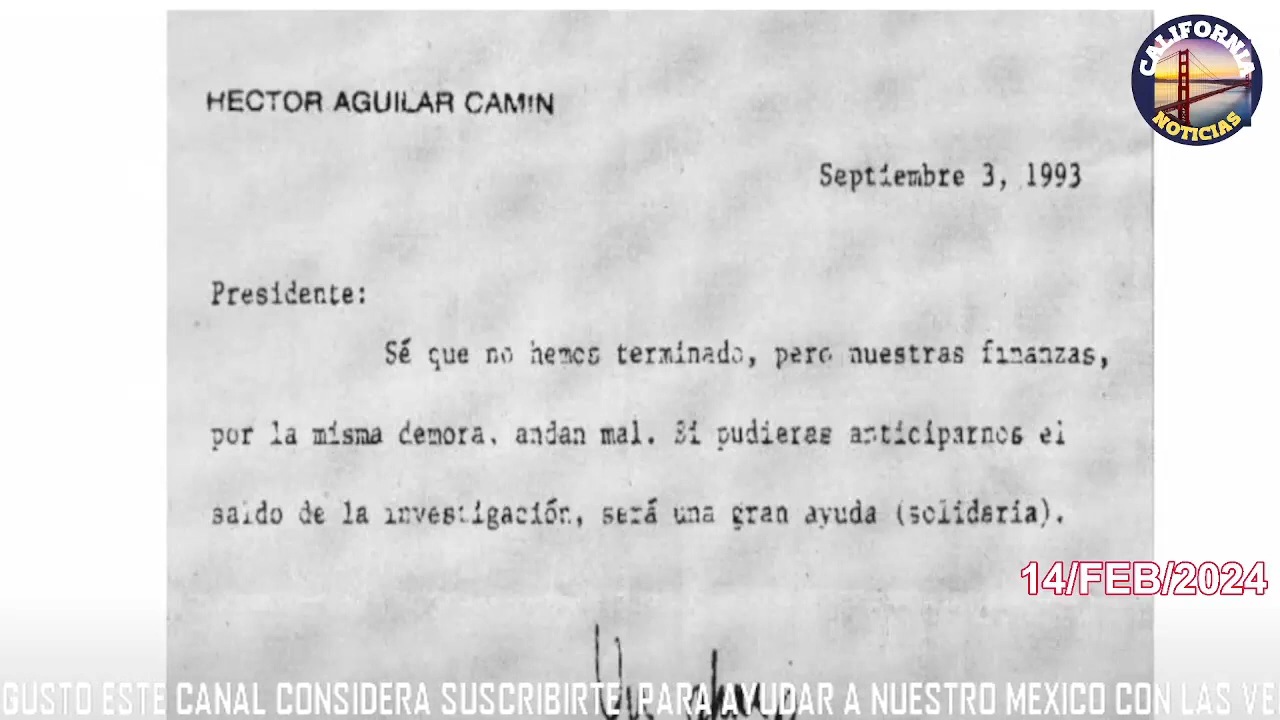 HECTOR AGUILAR CAMIN
CALIFORNIA
NOTICIAS
Septiembre 3, 1993
Presidente:
Sé que no hemos terminado, pero nuestras finanzas,
por la misma demora, andan mal. Si pudieras anticiparnos el
saldo de la investigación, será una gran ayuda (solidaria).
14/FEB/2024
GUSTO ESTE CANAL CONSIDERA SUSCRIBIRTE PARA AYUDAR A NUESTRO MEXICO CON LAS VE